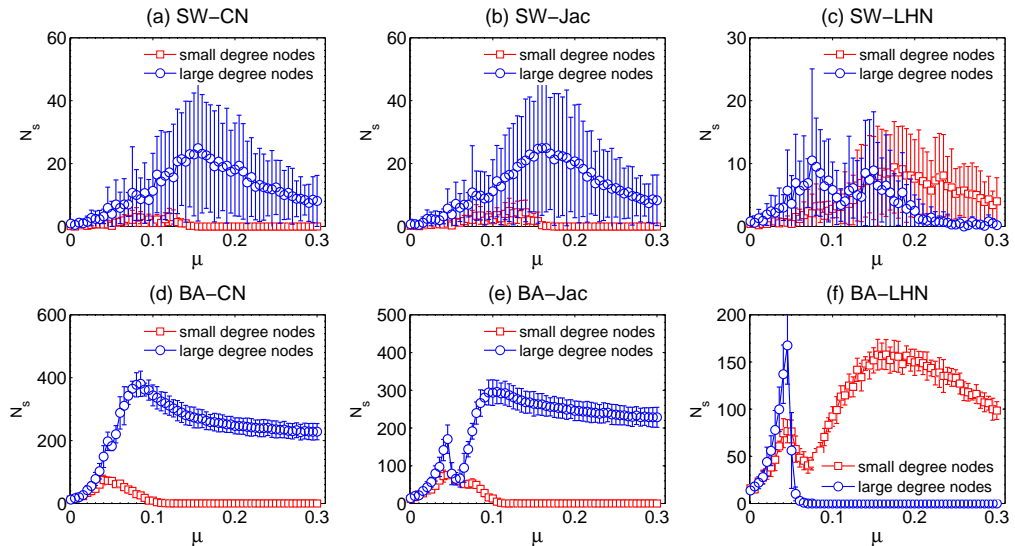 (a) SW−CN
60
40
20
0
0 0.1 0.2 0.3
N_s
μ
small degree nodes
large degree nodes
(b) SW−Jac
60
40
20
0
0 0.1 0.2 0.3
N_s
μ
small degree nodes
large degree nodes
(c) SW−LHN
30
20
10
0
0 0.1 0.2 0.3
N_s
μ
small degree nodes
large degree nodes
(d) BA−CN
600
400
200
0
0 0.1 0.2 0.3
N_s
μ
small degree nodes
large degree nodes
(e) BA−Jac
500
400
300
200
100
0
0 0.1 0.2 0.3
N_s
μ
small degree nodes
large degree nodes
(f) BA−LHN
200
150
100
50
0
0 0.1 0.2 0.3
N_s
μ
small degree nodes
large degree nodes